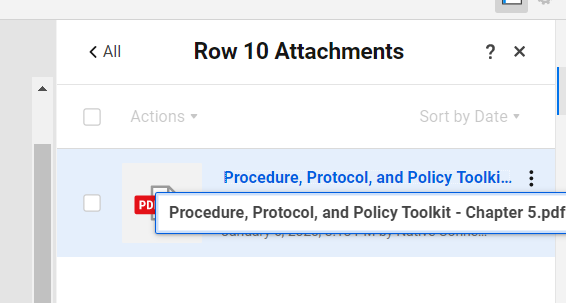 All
Row 10 Attachments
?
Actions
Sort by Date
Procedure, Protocol, and Policy Toolki...
PD
Procedure, Protocol, and Policy Toolkit - Chapter 5.pdf